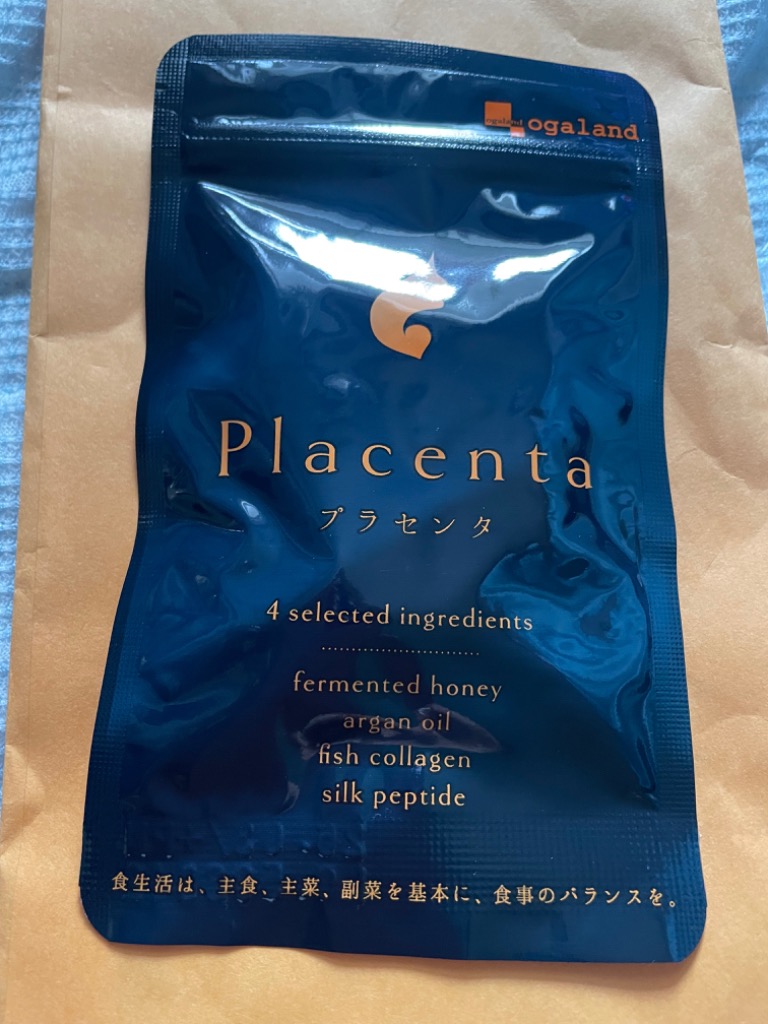 ogaland ogaland
Placenta
プラセンタ
4 selected ingredients
fermented honey
argan oil
fish collagen
silk peptide
食生活は、主食、主菜、副菜を基本に、食事のバランスを。